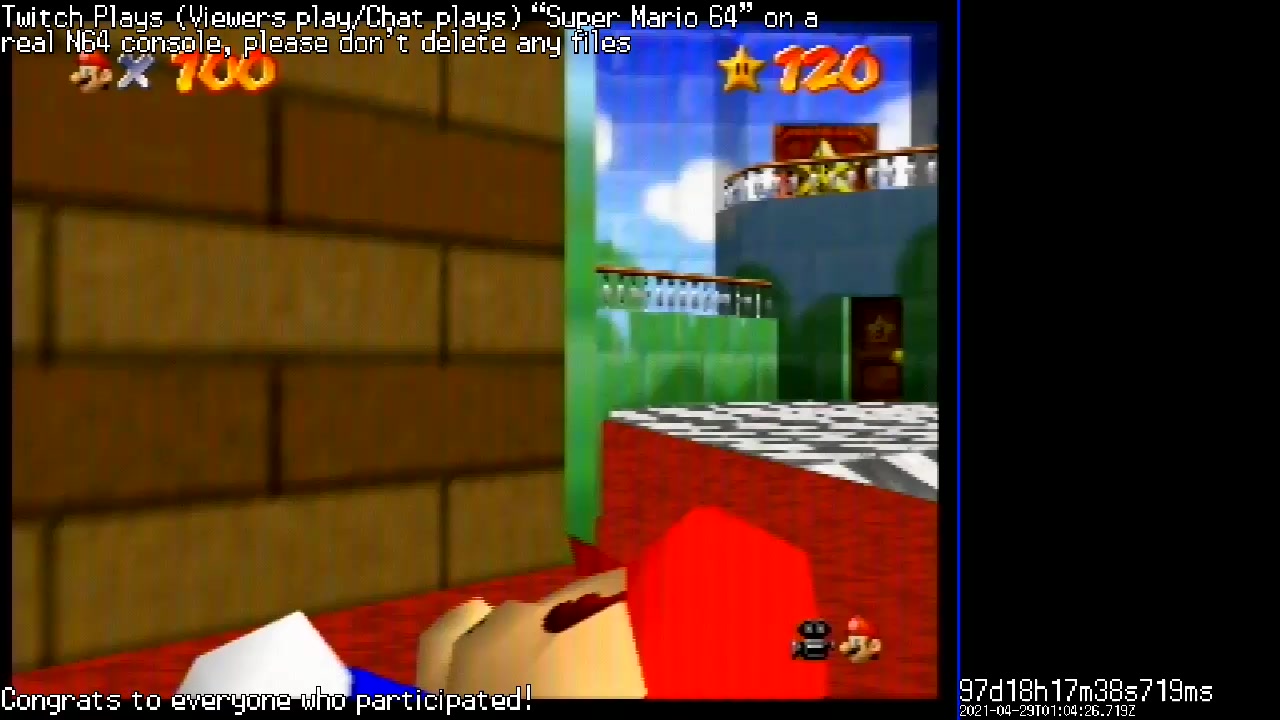 Twitch Plays (Viewers play/Chat plays) “Super Mario 64” on a
real N64 console, please don't delete any files
x 100
120
Congrats to everyone who participated!
97d18h17m38s719ms
2021-04-29T01:04:26.719Z